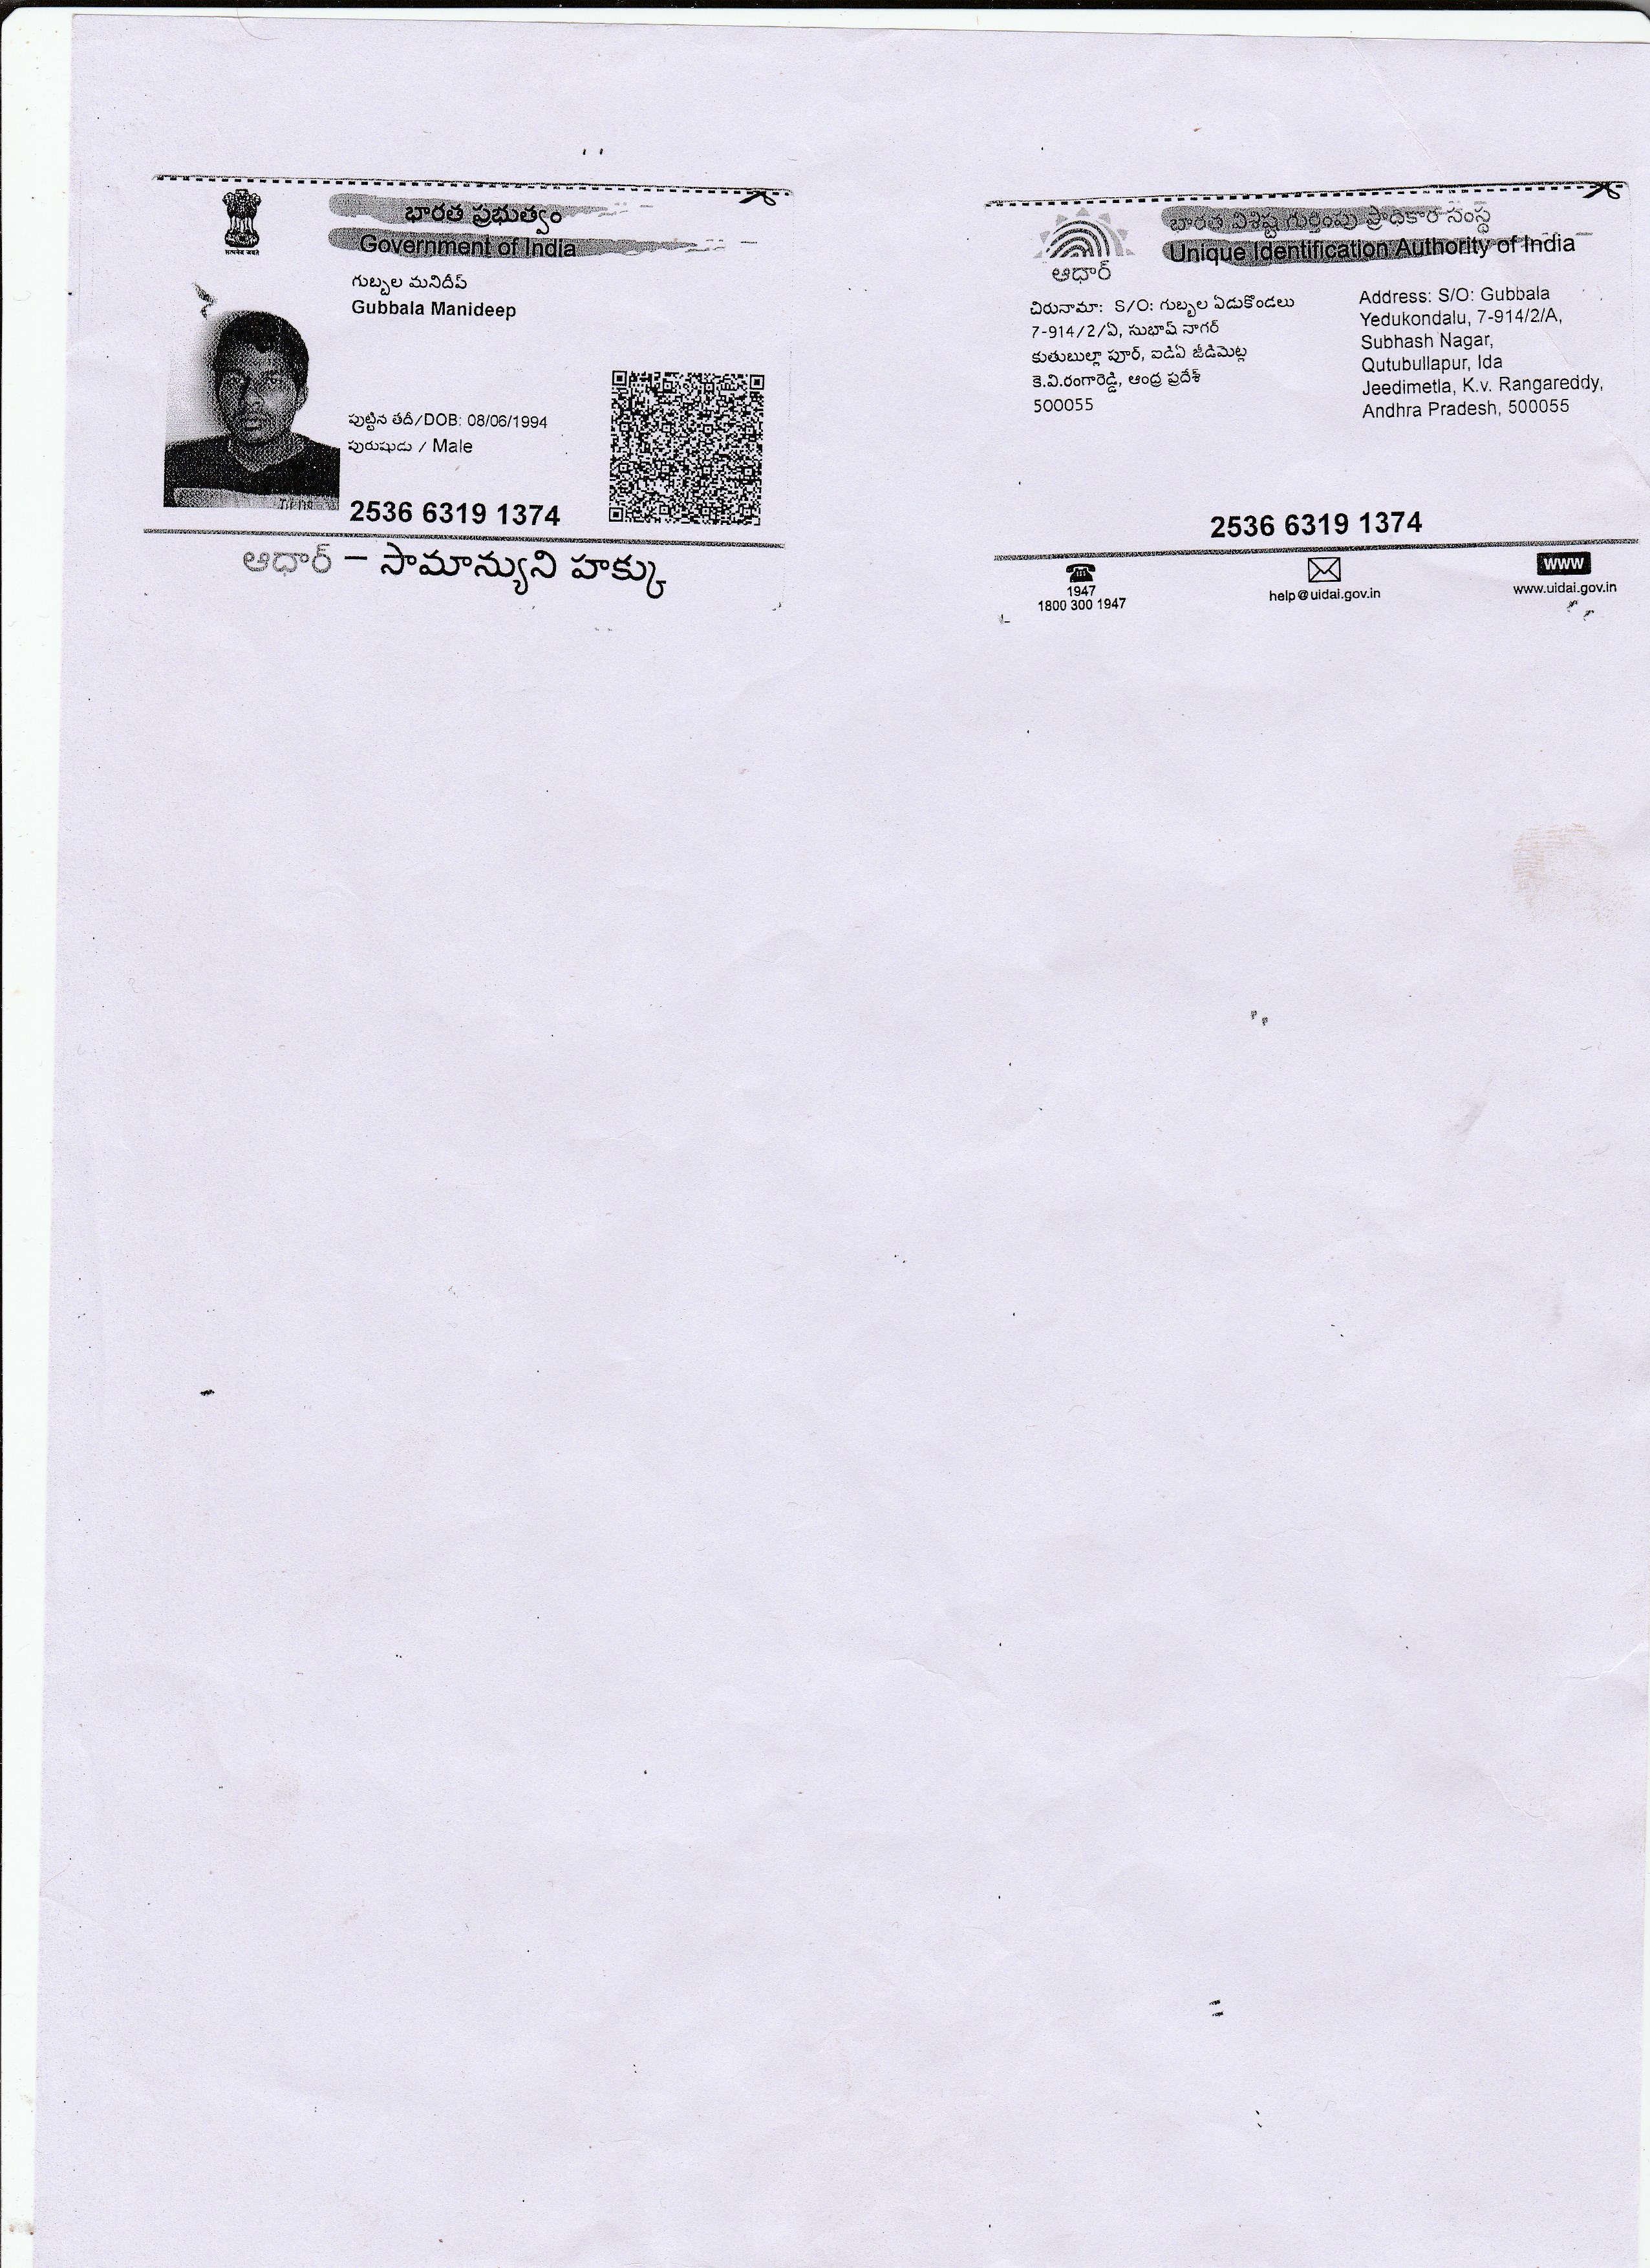 భారత ప్రభుత్వం
Government of India
గుబ్బల మనిదీప్
Gubbala Manideep
పుట్టిన తేదీ/DOB: 08/06/1994
పురుషుడు / Male
2536 6319 1374
ఆధార్ – సామాన్యుని హక్కు
భారత విశిష్ట గుర్తింపు ప్రాధికార సంస్థ
Unique Identification Authority of India
ఆధార్
చిరునామా: S/O: గుబ్బల ఏడుకొండలు
7-914/2/ఏ, సుభాష్ నాగర్
కుతుబుల్లా పూర్, ఐడిఏ జీడిమెట్ల
కె.వి.రంగారెడ్డి, ఆంధ్ర ప్రదేశ్
500055
Address: S/O: Gubbala
Yedukondalu, 7-914/2/A,
Subhash Nagar,
Qutubullapur, Ida
Jeedimetla, K.v. Rangareddy,
Andhra Pradesh, 500055
2536 6319 1374
1947
1800 300 1947
help@uidai.gov.in
www
www.uidai.gov.in